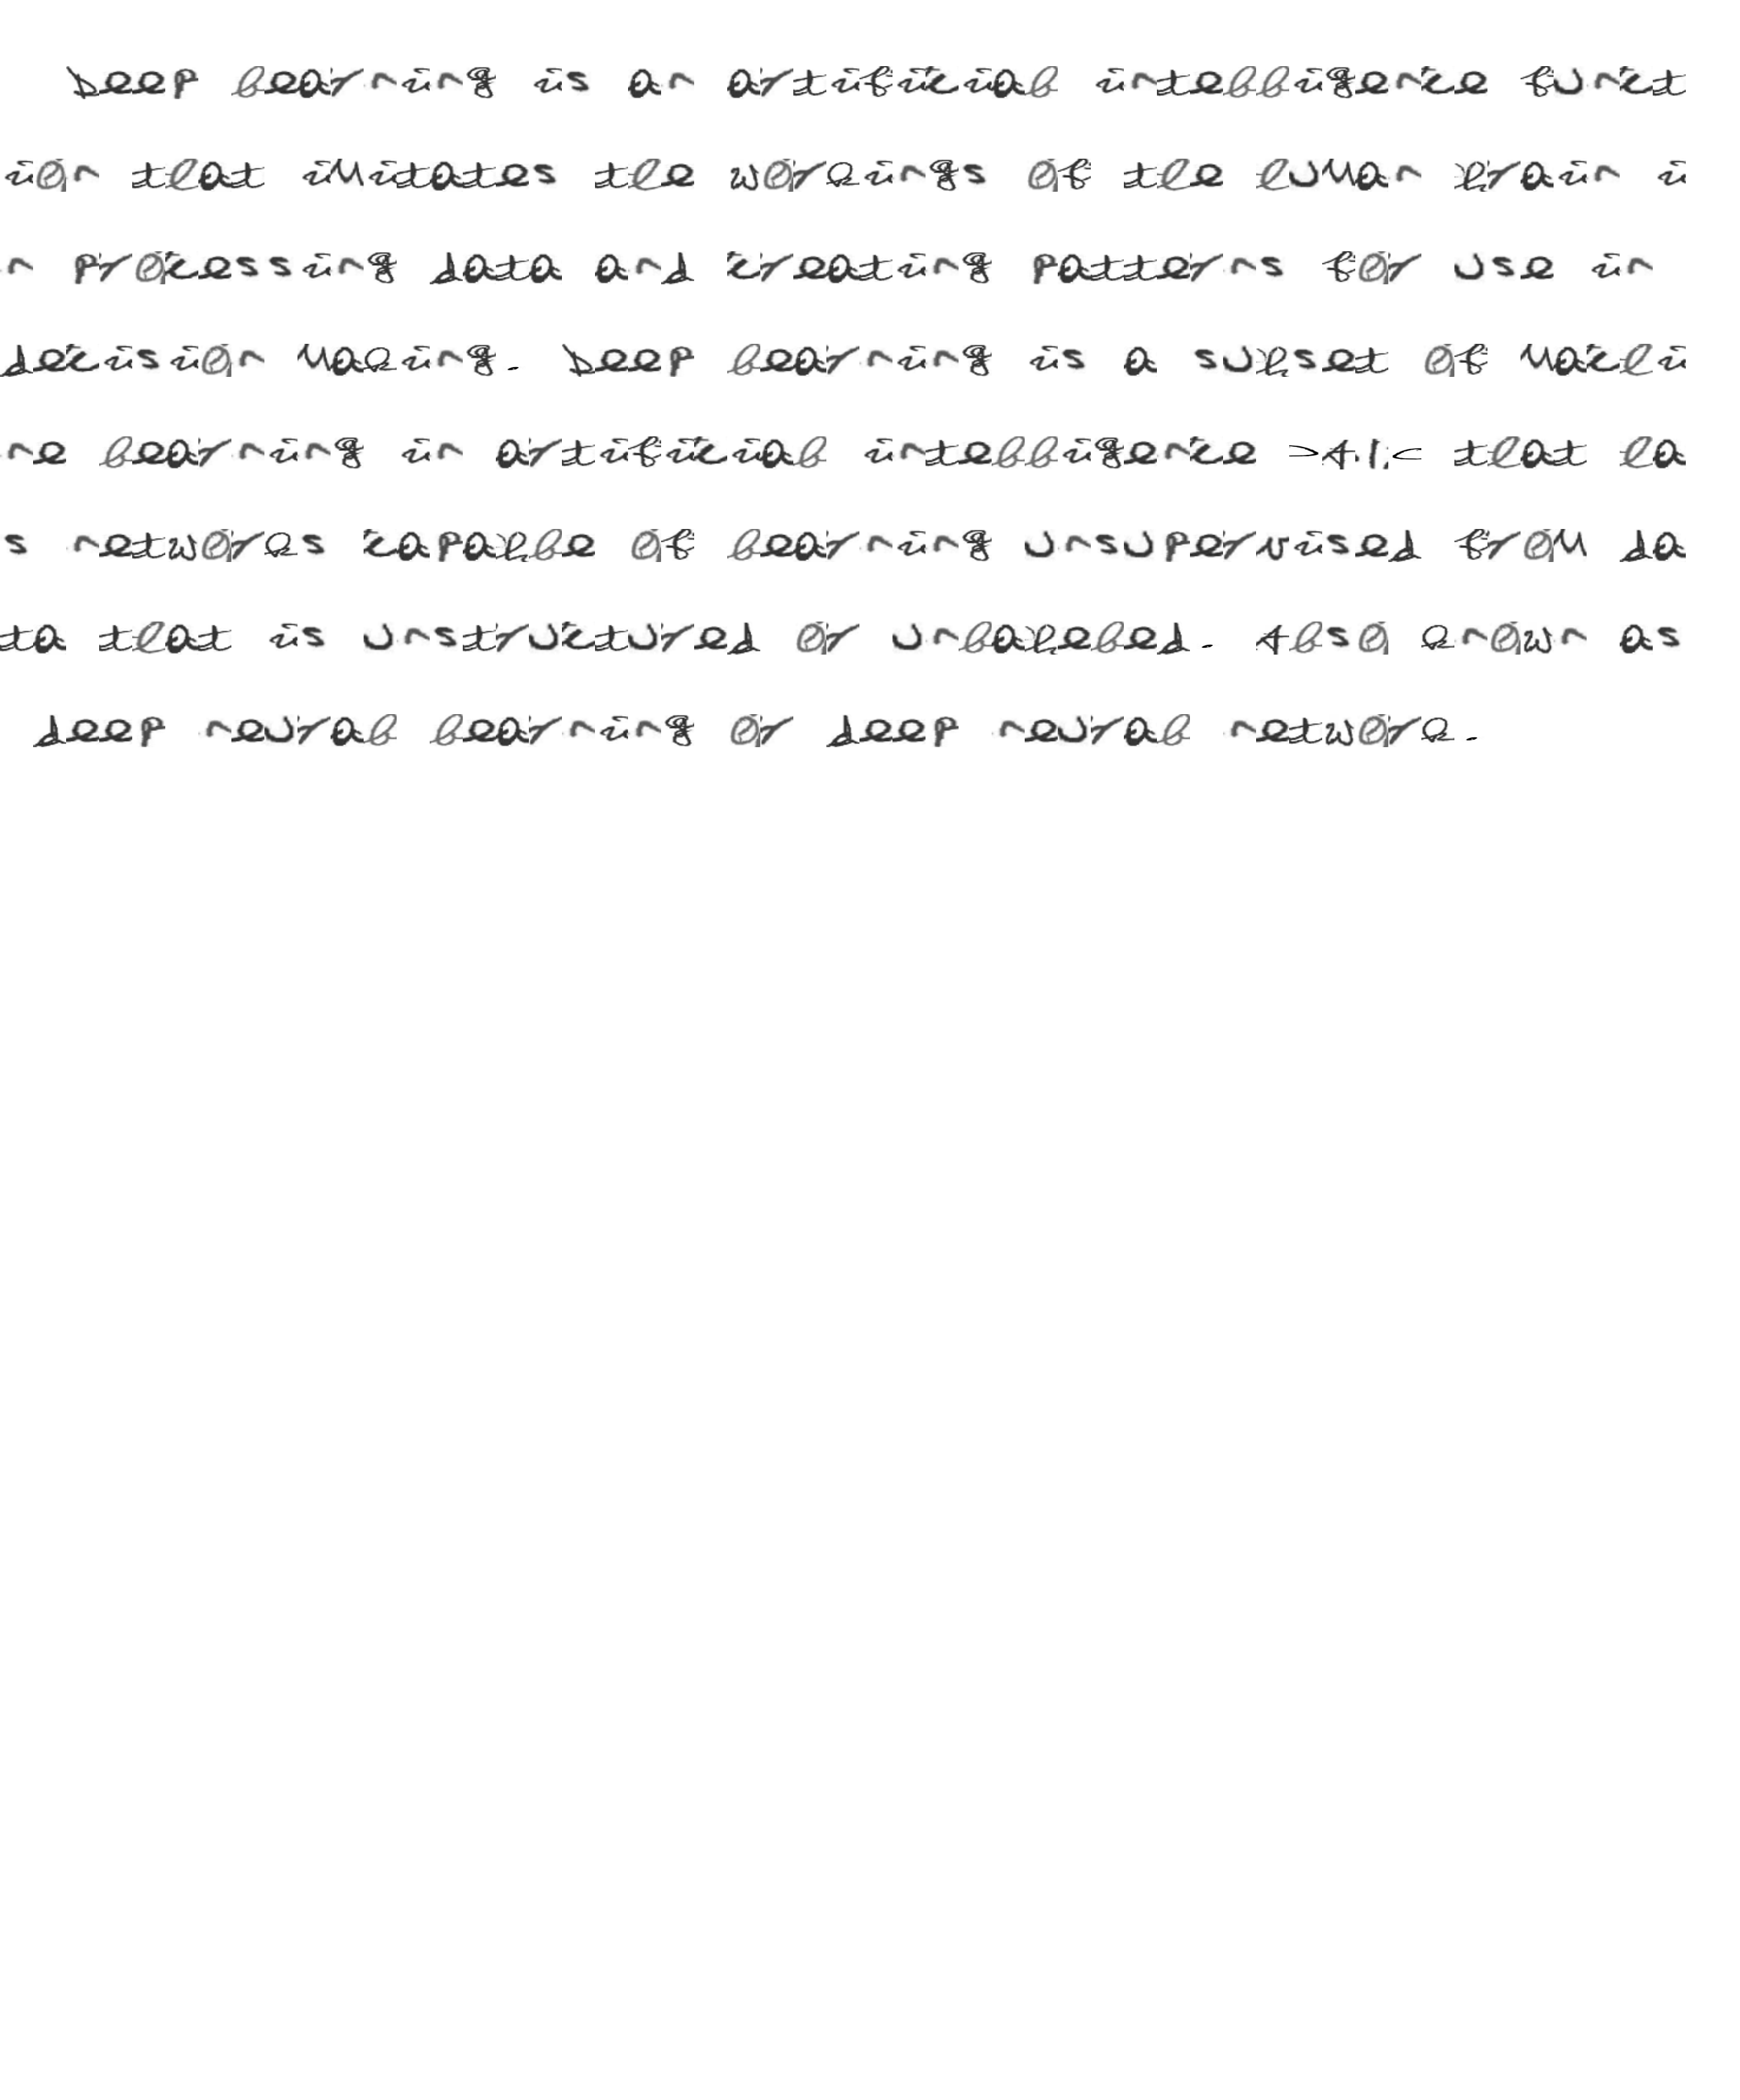 Deep learning is an artificial intelligence funct
ion that imitates the workings of the human brain i
n processing data and creating patterns for use in
decision making. Deep learning is a subset of machi
ne learning in artificial intelligence >A.I.< that ha
s networks capable of learning unsupervised from da
ta that is unstructured or unlabeled. Also known as
deep neural learning or deep neural network.